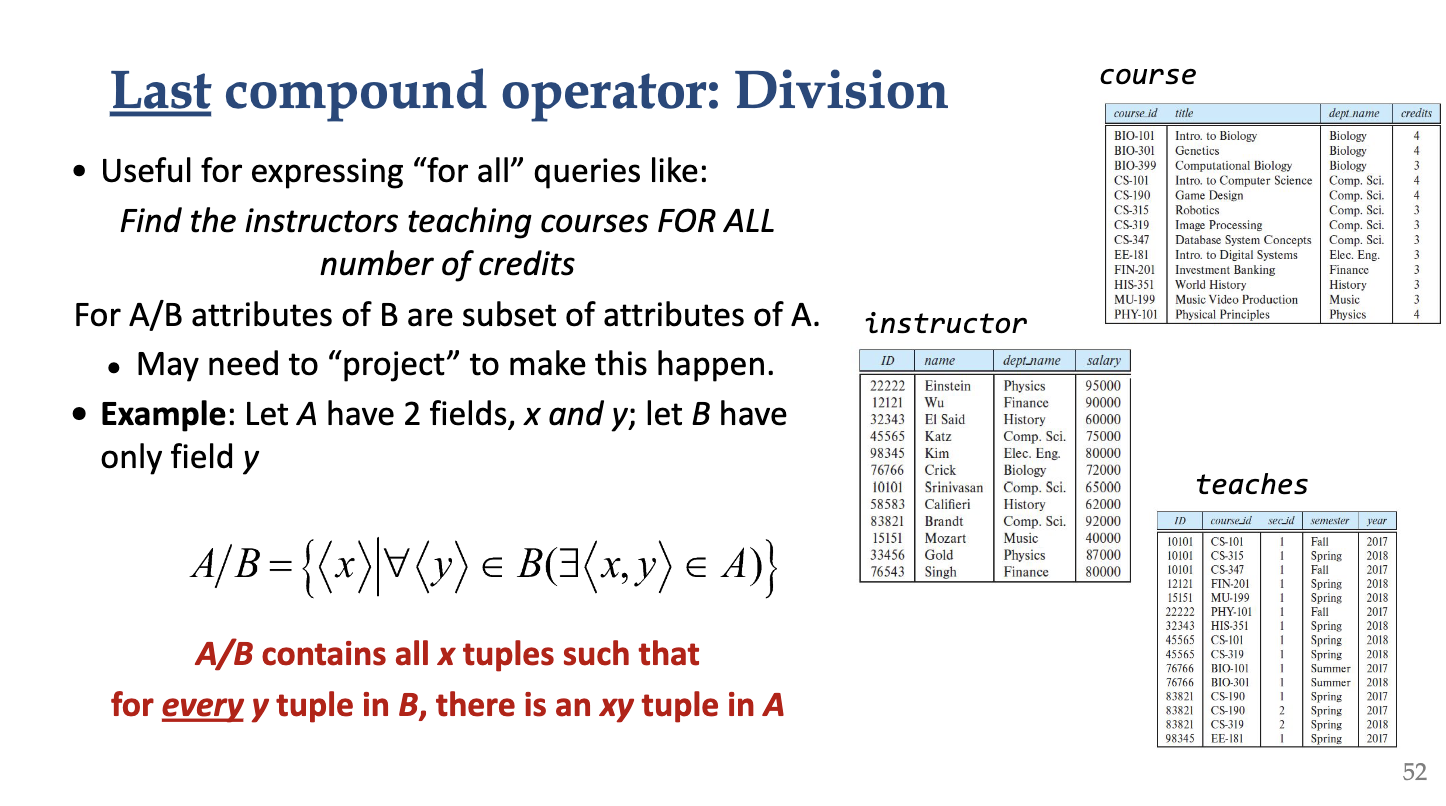 Last compound operator: Division
• Useful for expressing “for all” queries like:
Find the instructors teaching courses FOR ALL
number of credits
For A/B attributes of B are subset of attributes of A.
• May need to “project” to make this happen.
• Example: Let A have 2 fields, x and y; let B have
only field y
A/B = {⟨x⟩|∀⟨y⟩ ∈ B(∃⟨x, y⟩ ∈ A)}
A/B contains all x tuples such that
for every y tuple in B, there is an xy tuple in A
course
course_id title dept_name credits
BIO-101 Intro. to Biology Biology 4
BIO-301 Genetics Biology 4
BIO-399 Computational Biology Biology 3
CS-101 Intro. to Computer Science Comp. Sci. 4
CS-190 Game Design Comp. Sci. 4
CS-315 Robotics Comp. Sci. 3
CS-319 Image Processing Comp. Sci. 3
CS-347 Database System Concepts Comp. Sci. 3
EE-181 Intro. to Digital Systems Elec. Eng. 3
FIN-201 Investment Banking Finance 3
HIS-351 World History History 3
MU-199 Music Video Production Music 3
PHY-101 Physical Principles Physics 4
instructor
ID name dept_name salary
22222 Einstein Physics 95000
12121 Wu Finance 90000
32343 El Said History 60000
45565 Katz Comp. Sci. 75000
98345 Kim Elec. Eng. 80000
76766 Crick Biology 72000
10101 Srinivasan Comp. Sci. 65000
58583 Califieri History 62000
83821 Brandt Comp. Sci. 92000
15151 Mozart Music 40000
33456 Gold Physics 87000
76543 Singh Finance 80000
teaches
ID course_id sec_id semester year
10101 CS-101 1 Fall 2017
10101 CS-315 1 Spring 2018
10101 CS-347 1 Fall 2017
12121 FIN-201 1 Spring 2018
15151 MU-199 1 Spring 2018
22222 PHY-101 1 Fall 2017
32343 HIS-351 1 Spring 2018
45565 CS-101 1 Spring 2018
45565 CS-319 1 Spring 2018
76766 BIO-101 1 Summer 2017
76766 BIO-301 1 Summer 2018
83821 CS-190 1 Spring 2017
83821 CS-190 2 Spring 2017
83821 CS-319 2 Spring 2018
98345 EE-181 1 Spring 2017
52